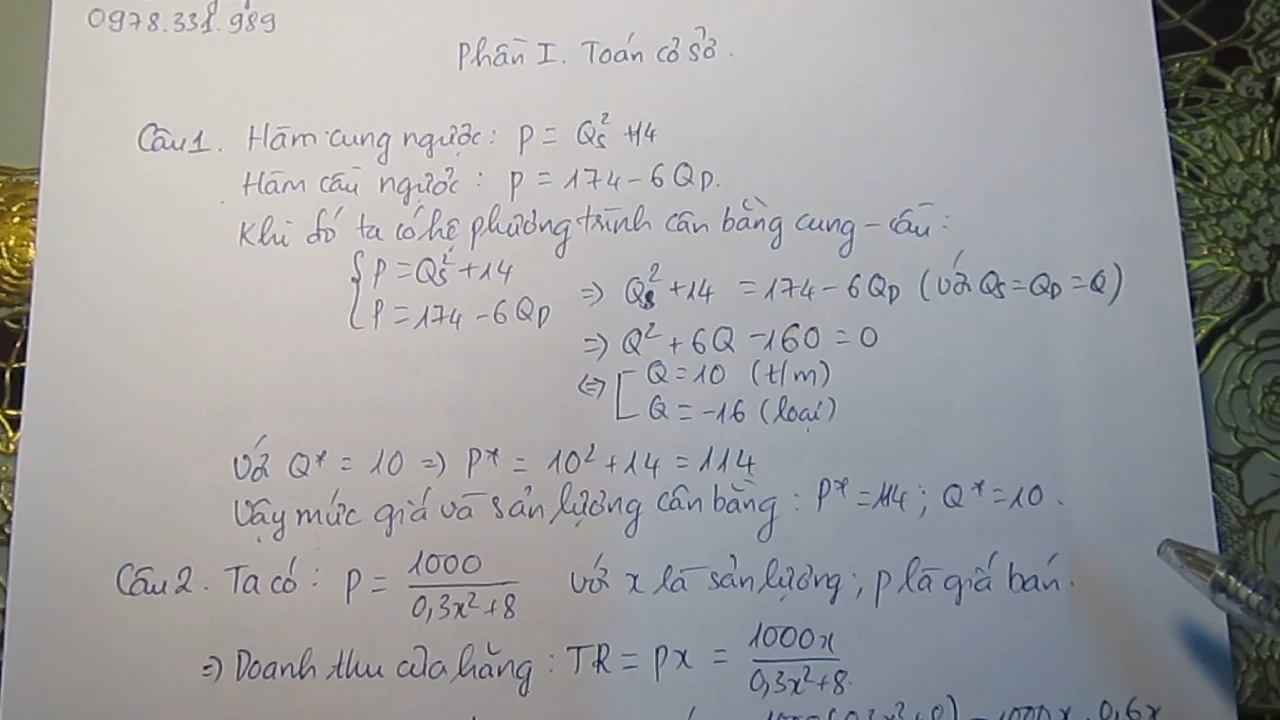 0978.331.989
Phần I. Toán cơ sở.
Câu 1. Hàm cung ngược: p = Qs² + 14
Hàm cầu ngược: p = 174 - 6QD.
Khi đó ta có hệ phương trình cân bằng cung - cầu:
{ P = Qs² + 14
P = 174 - 6QD
=> Qs² + 14 = 174 - 6QD (với Qs = QD = Q)
=> Q² + 6Q - 160 = 0
<=> [ Q = 10 (t/m)
Q = -16 (loại)
Với Q* = 10 => P* = 10² + 14 = 114
Vậy mức giá và sản lượng cân bằng: P* = 114; Q* = 10.
Câu 2. Ta có: p = 1000 / (0,3x² + 8) với x là sản lượng; p là giá bán.
=> Doanh thu cửa hàng: TR = px = 1000x / (0,3x² + 8)